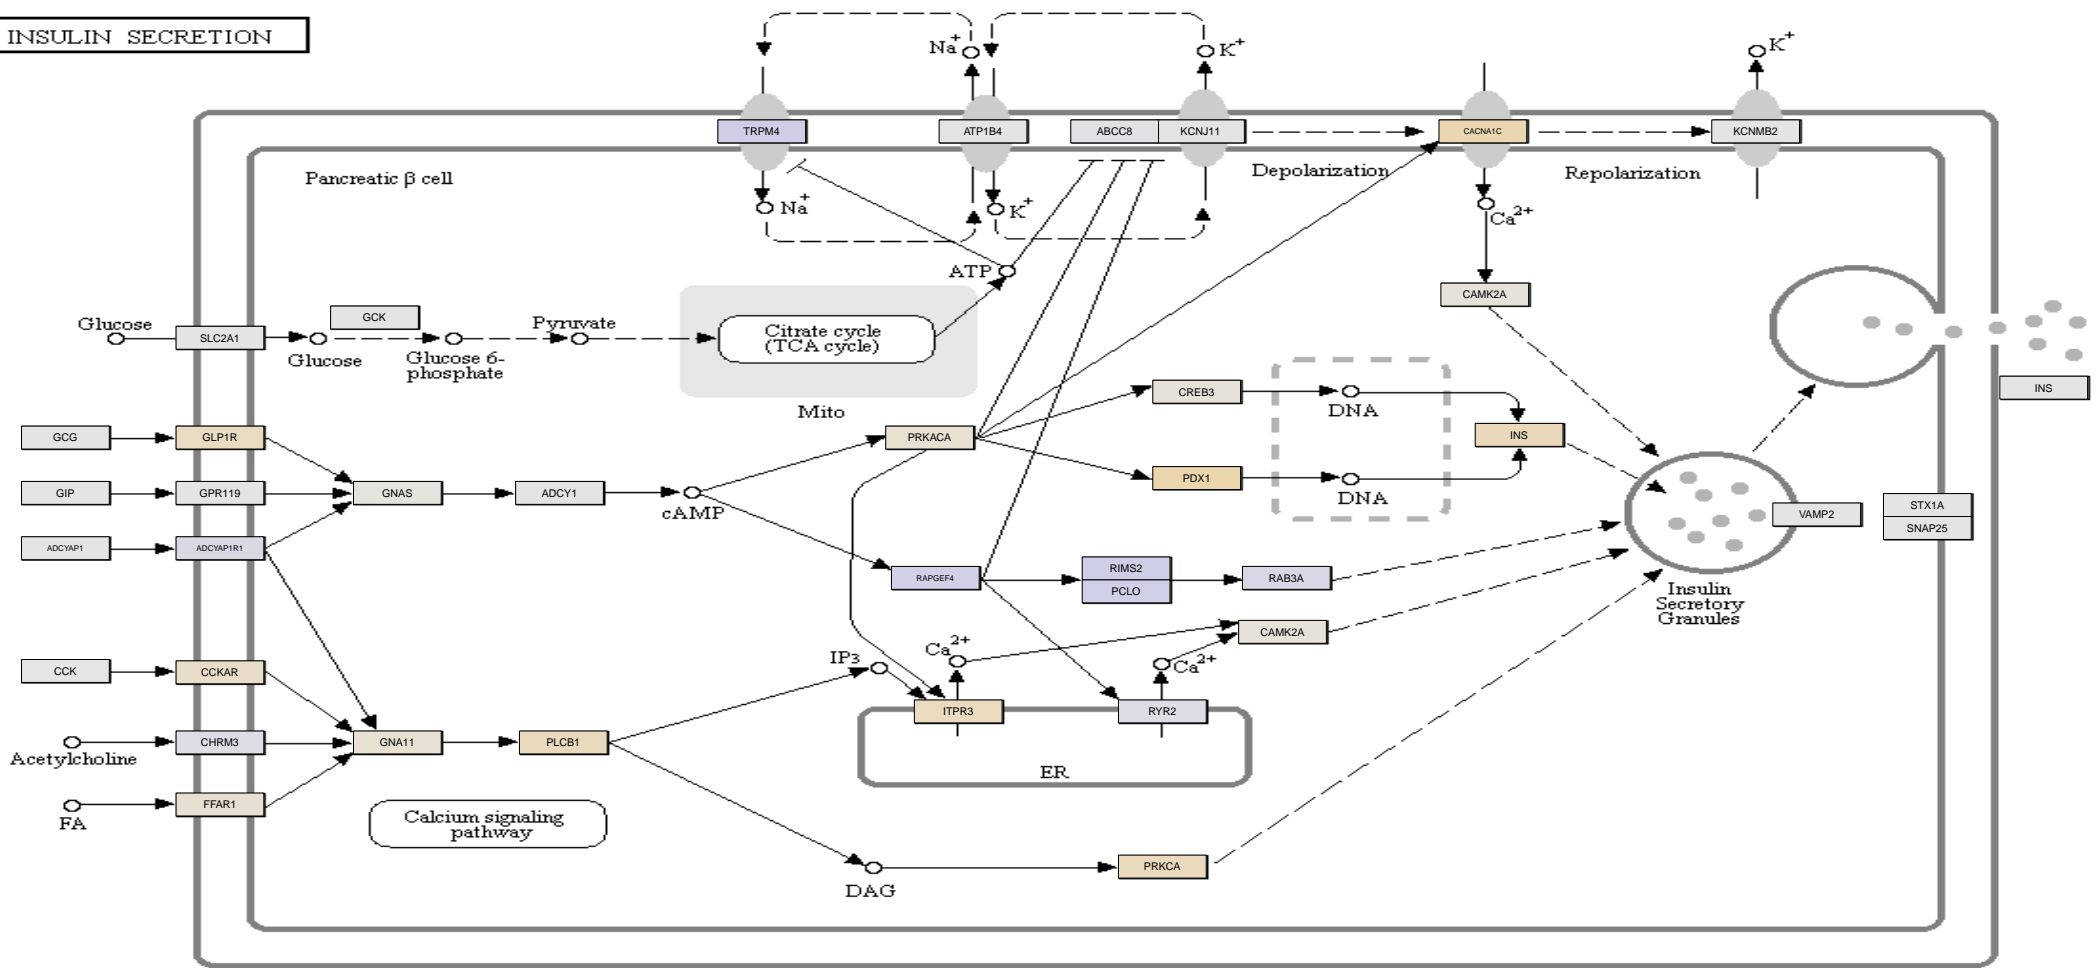 INSULIN SECRETION
Na+
K+
K+
TRPM4
ATP1B4
ABCC8
KCNJ11
CACNA1C
KCNMB2
Pancreatic β cell
Depolarization
Repolarization
Na+
K+
Ca2+
ATP
CAMK2A
Glucose
SLC2A1
GCK
Glucose
Glucose 6-
phosphate
Pyruvate
Citrate cycle
(TCA cycle)
Mito
CREB3
DNA
INS
GCG
GLP1R
PRKACA
INS
GIP
GPR119
GNAS
ADCY1
cAMP
PDX1
DNA
VAMP2
STX1A
SNAP25
ADCYAP1
ADCYAP1R1
RAPGEF4
RIMS2
PCLO
RAB3A
Insulin
Secretory
Granules
CAMK2A
CCK
CCKAR
IP3
Ca2+
Ca2+
ITPR3
RYR2
Acetylcholine
CHRM3
GNA11
PLCB1
ER
FA
FFAR1
Calcium signaling
pathway
DAG
PRKCA